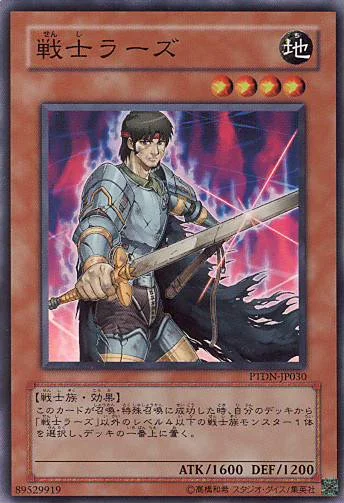 戦士ラーズ
地
PTDN-JP030
【戦士族・効果】
このカードが召喚・特殊召喚に成功した時、自分のデッキから
「戦士ラーズ」以外のレベル４以下の戦士族モンスター１体
を選択し、デッキの一番上に置く。
ATK/1600 DEF/1200
89529919
©高橋和希 スタジオ・ダイス/集英社